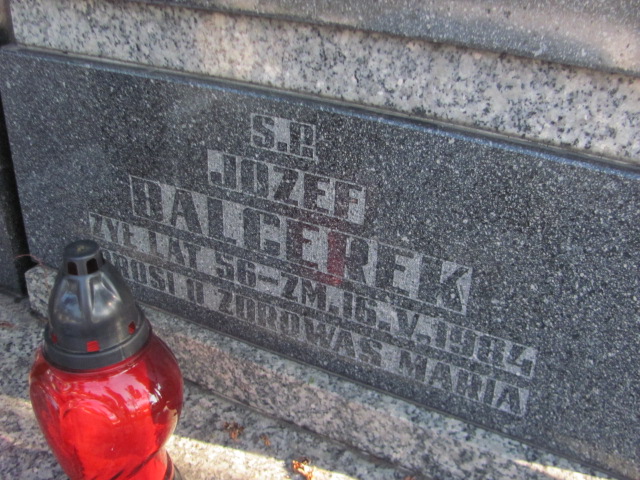 S.P.
JÓZEF
BALCEREK
ŻYŁ LAT 56-ZM.16.V.1984
PROSI O ZDROWAŚ MARIA